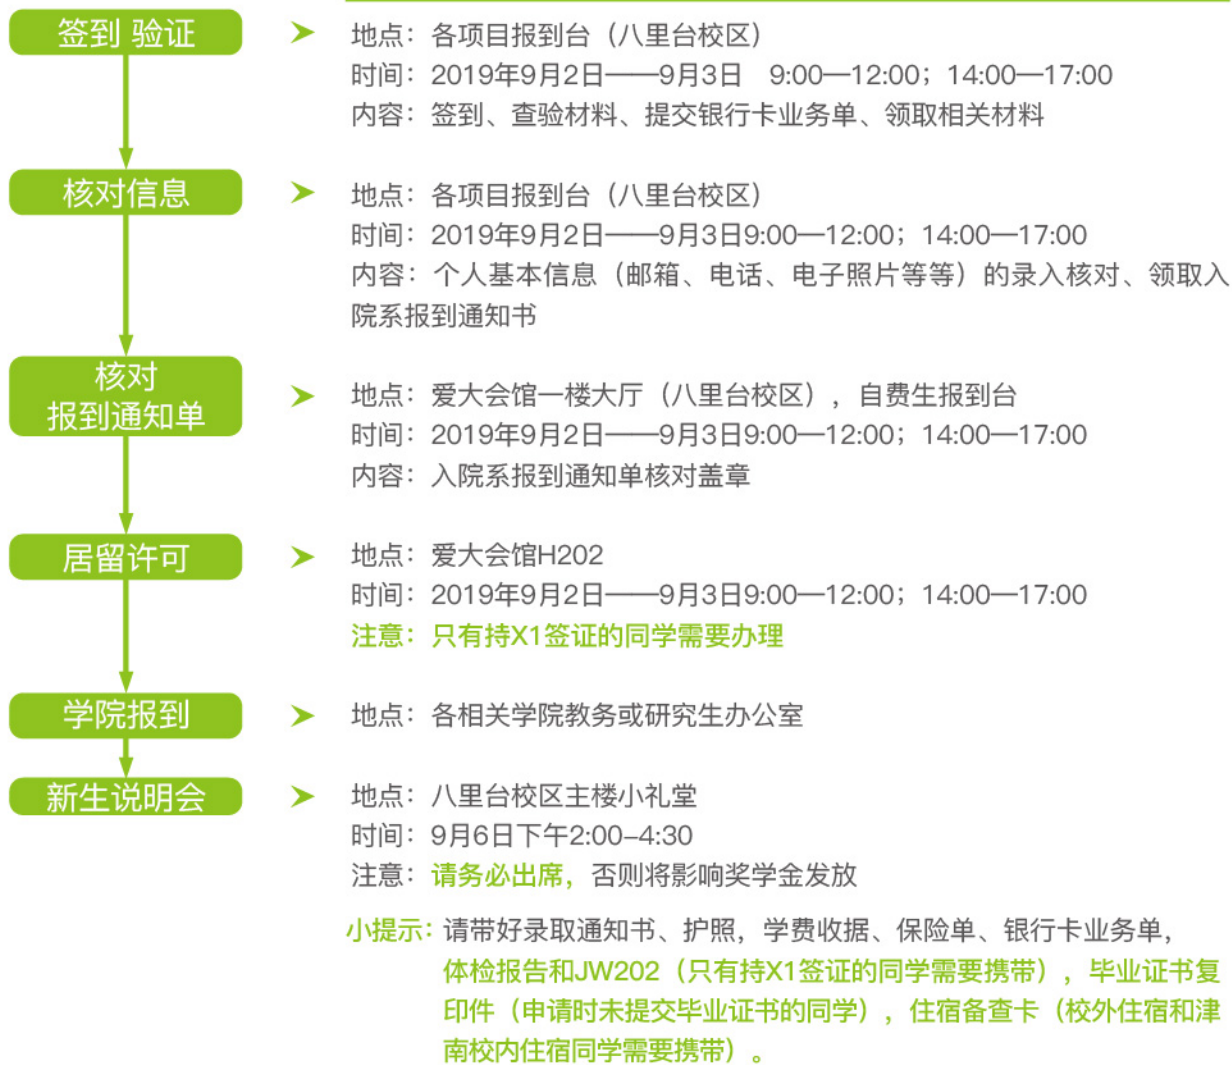 签到 验证
地点：各项目报到台（八里台校区）
时间：2019年9月2日——9月3日 9:00—12:00；14:00—17:00
内容：签到、查验材料、提交银行卡业务单、领取相关材料
核对信息
地点：各项目报到台（八里台校区）
时间：2019年9月2日——9月3日9:00—12:00；14:00—17:00
内容：个人基本信息（邮箱、电话、电子照片等等）的录入核对、领取入
院系报到通知书
核对
报到通知单
地点：爱大会馆一楼大厅（八里台校区），自费生报到台
时间：2019年9月2日——9月3日9:00—12:00；14:00—17:00
内容：入院系报到通知单核对盖章
居留许可
地点：爱大会馆H202
时间：2019年9月2日——9月3日9:00—12:00；14:00—17:00
注意：只有持X1签证的同学需要办理
学院报到
地点：各相关学院教务或研究生办公室
新生说明会
地点：八里台校区主楼小礼堂
时间：9月6日下午2:00–4:30
注意：请务必出席，否则将影响奖学金发放
小提示：请带好录取通知书、护照，学费收据、保险单、银行卡业务单，
体检报告和JW202（只有持X1签证的同学需要携带），毕业证书复
印件（申请时未提交毕业证书的同学），住宿备查卡（校外住宿和津
南校内住宿同学需要携带）。